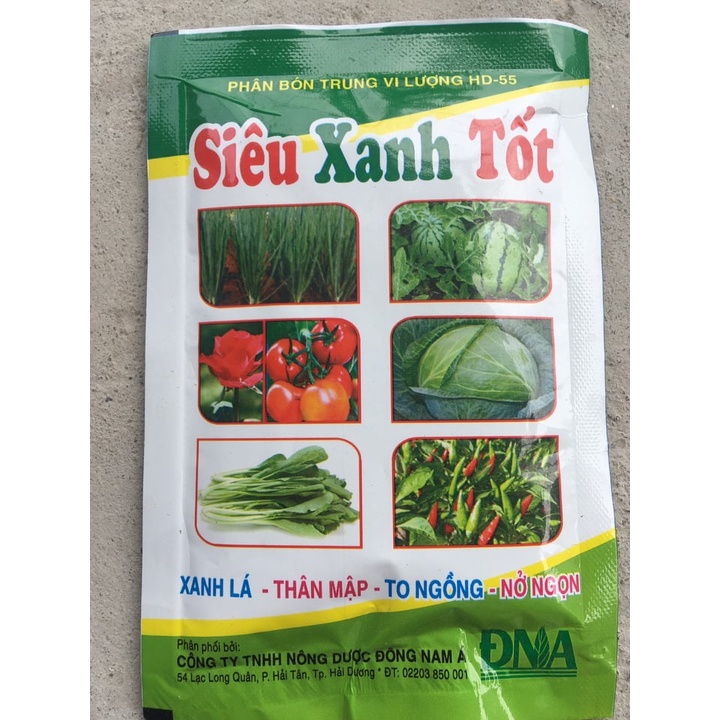 PHÂN BÓN TRUNG VI LƯỢNG HD-55
Siêu Xanh Tốt
XANH LÁ - THÂN MẬP - TO NGỒNG - NỞ NGỌN
Phân phối bởi:
CÔNG TY TNHH NÔNG DƯỢC ĐÔNG NAM Á
54 Lạc Long Quân, P. Hải Tân, Tp. Hải Dương * ĐT: 02203 850 001
ĐNA